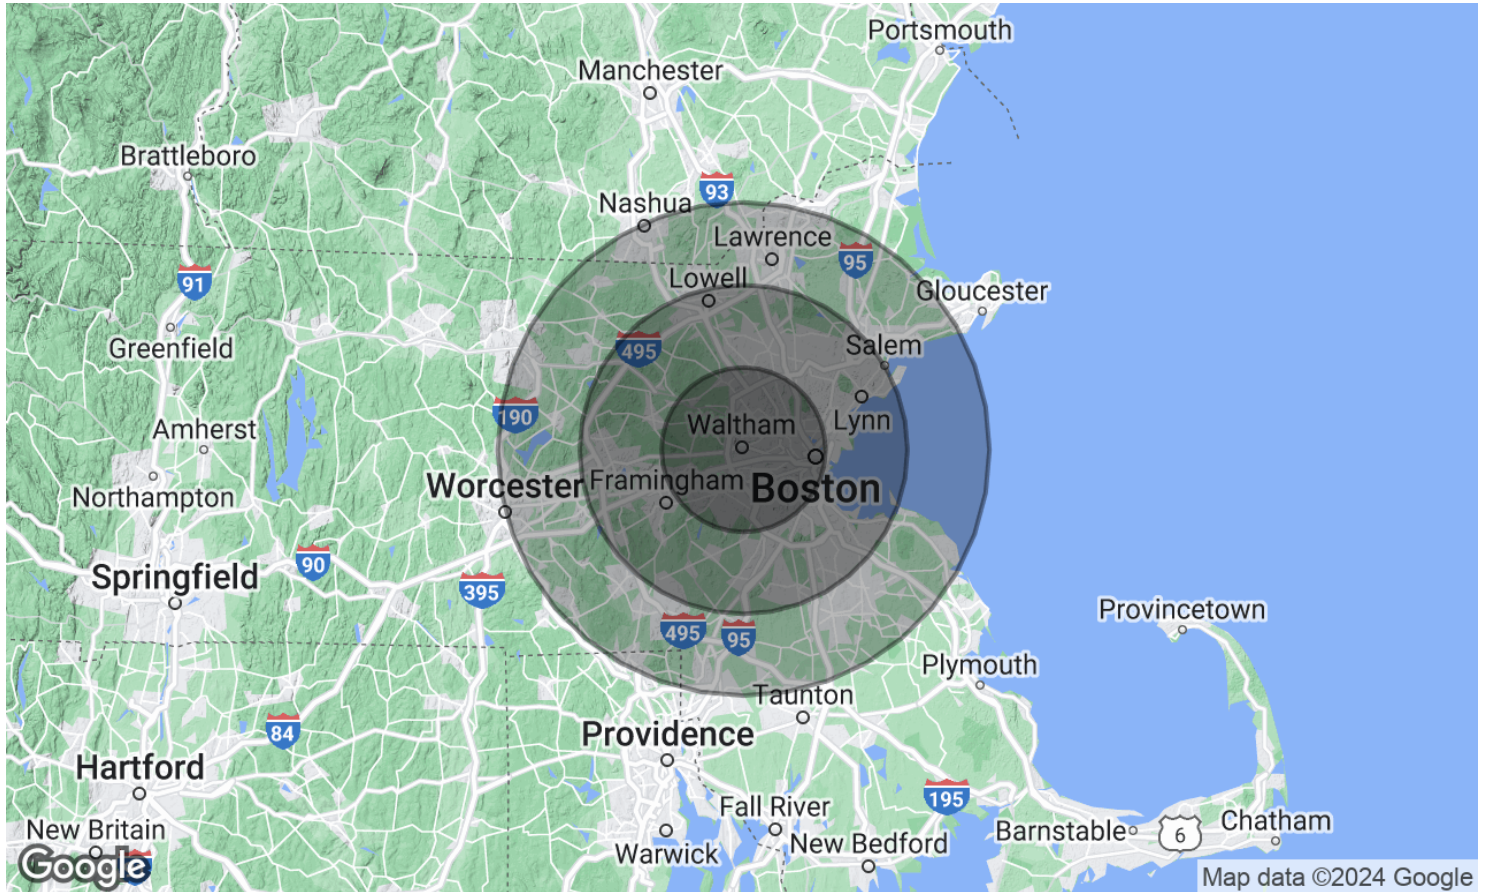 Portsmouth
Manchester
Brattleboro
93
Nashua
Lawrence
95
91
Lowell
Gloucester
Greenfield
495
Salem
190
Amherst
Waltham
Lynn
Worcester
Framingham
Boston
Northampton
90
Springfield
395
Provincetown
495
95
Plymouth
Taunton
84
Providence
Hartford
195
Fall River
New Britain
Barnstable
6
Chatham
New Bedford
Warwick
Google
Map data ©2024 Google